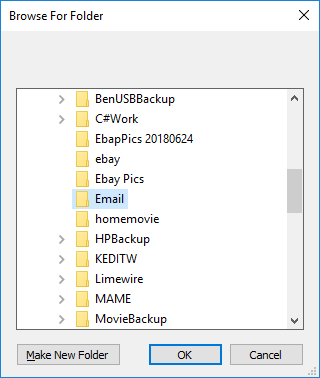 Browse For Folder
BenUSBBackup
C#Work
EbapPics 20180624
ebay
Ebay Pics
Email
homemovie
HPBackup
KEDITW
Limewire
MAME
MovieBackup
Make New Folder OK Cancel